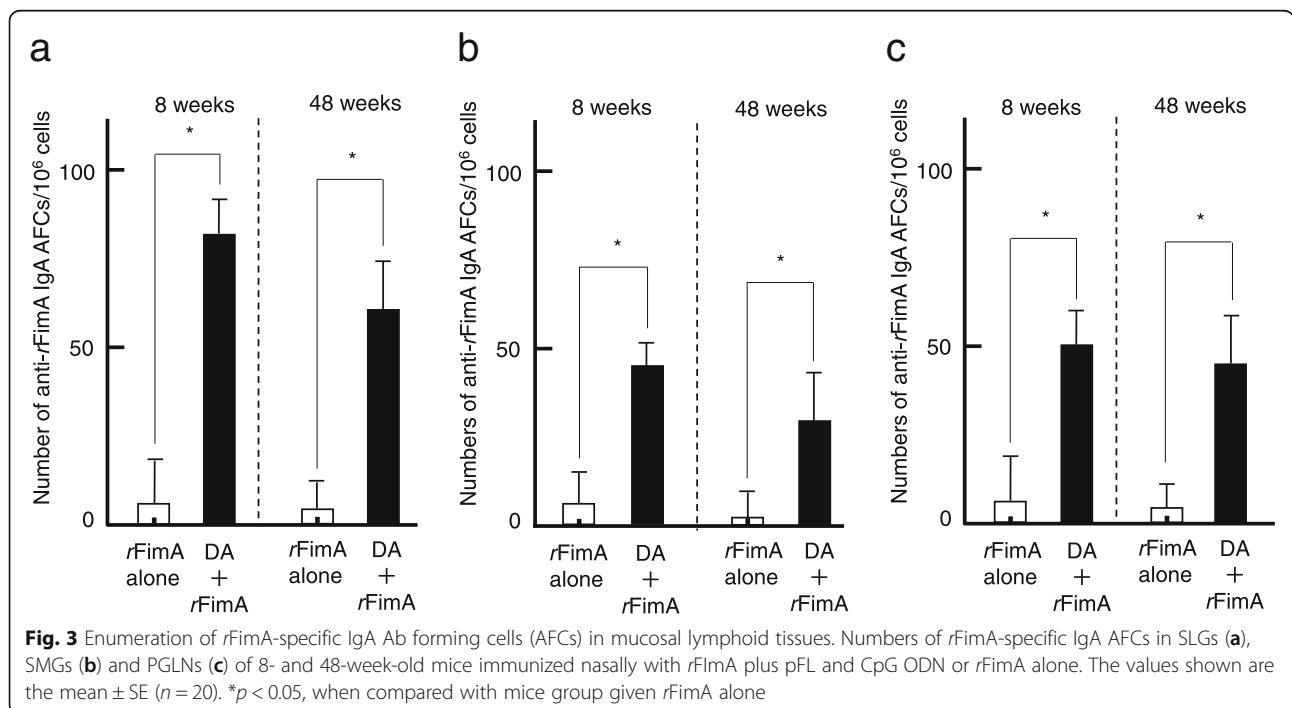 a
8 weeks
48 weeks
*
*
Number of anti-rFimA IgA AFCs/10⁶ cells
100
50
0
rFimA alone
DA + rFimA
rFimA alone
DA + rFimA
b
8 weeks
48 weeks
*
*
Numbers of anti-rFimA IgA AFCs/10⁶ cells
100
50
0
rFimA alone
DA + rFimA
rFimA alone
DA + rFimA
c
8 weeks
48 weeks
*
*
Numbers of anti-rFimA IgA AFCs/10⁶ cells
100
50
0
rFimA alone
DA + rFimA
rFimA alone
DA + rFimA
Fig. 3 Enumeration of rFimA-specific IgA Ab forming cells (AFCs) in mucosal lymphoid tissues. Numbers of rFimA-specific IgA AFCs in SLGs (a),
SMGs (b) and PGLNs (c) of 8- and 48-week-old mice immunized nasally with rFImA plus pFL and CpG ODN or rFimA alone. The values shown are
the mean ± SE (n = 20). *p < 0.05, when compared with mice group given rFimA alone